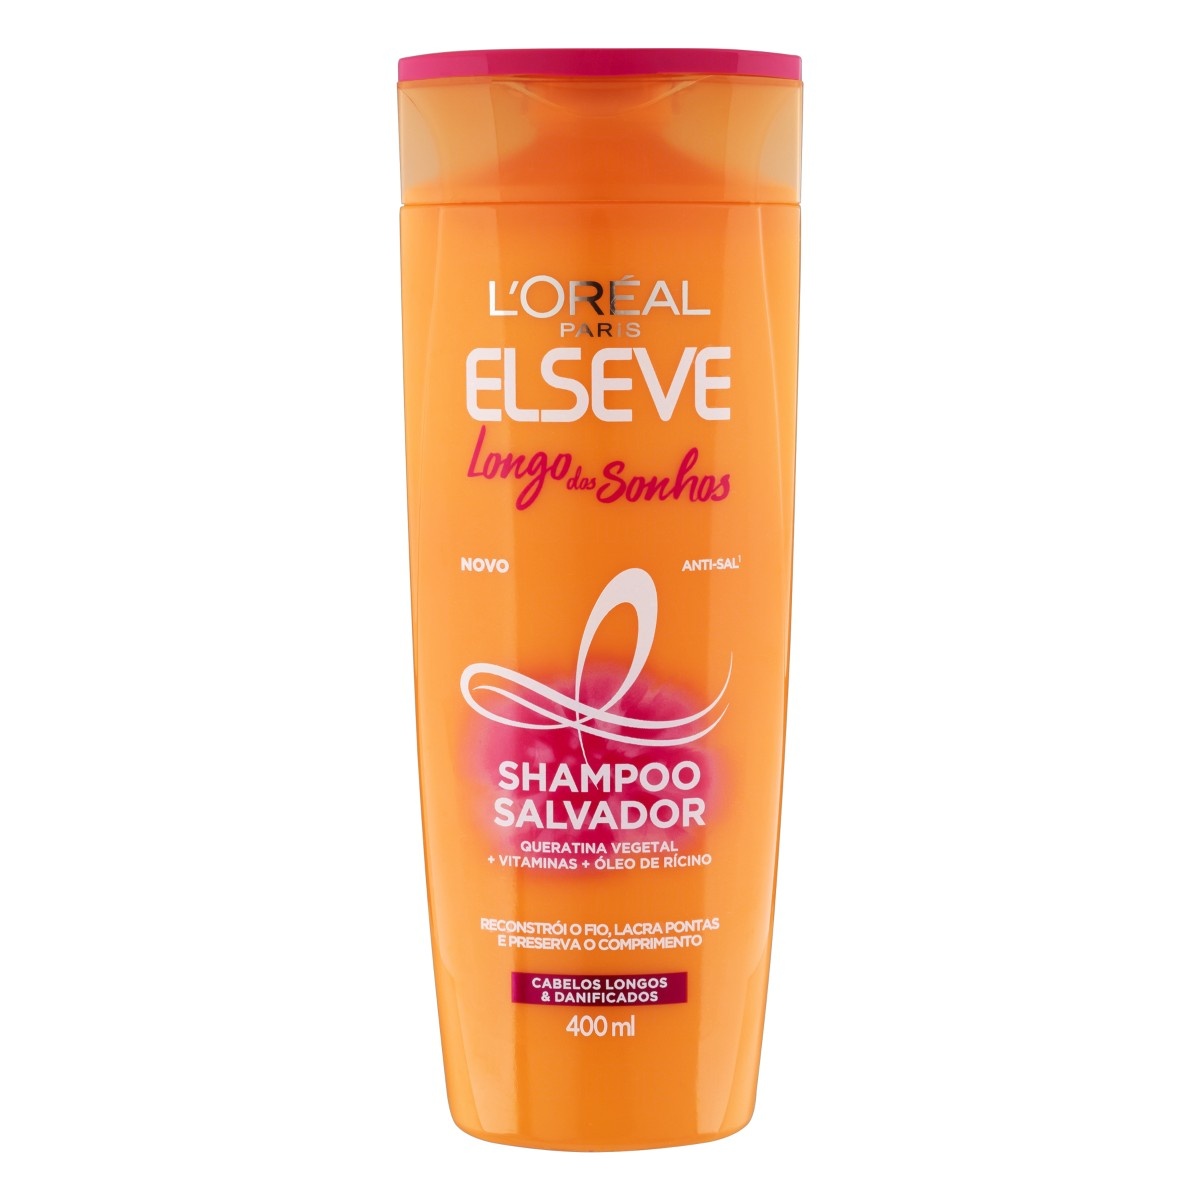 L'ORÉAL
PARIS
ELSEVE
Longo dos Sonhos
NOVO ANTI-SAL¹
SHAMPOO
SALVADOR
QUERATINA VEGETAL
+ VITAMINAS + ÓLEO DE RÍCINO
RECONSTRÓI O FIO, LACRA PONTAS
E PRESERVA O COMPRIMENTO
CABELOS LONGOS
& DANIFICADOS
400 ml